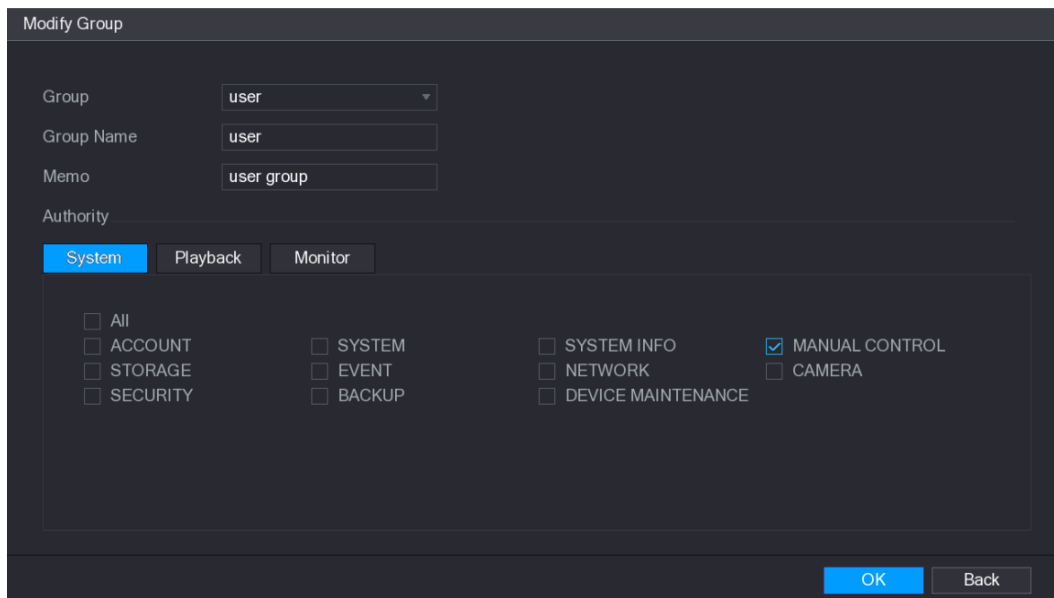 Modify Group
Group user
Group Name user
Memo user group
Authority
System Playback Monitor
All
ACCOUNT SYSTEM SYSTEM INFO MANUAL CONTROL
STORAGE EVENT NETWORK CAMERA
SECURITY BACKUP DEVICE MAINTENANCE
OK Back